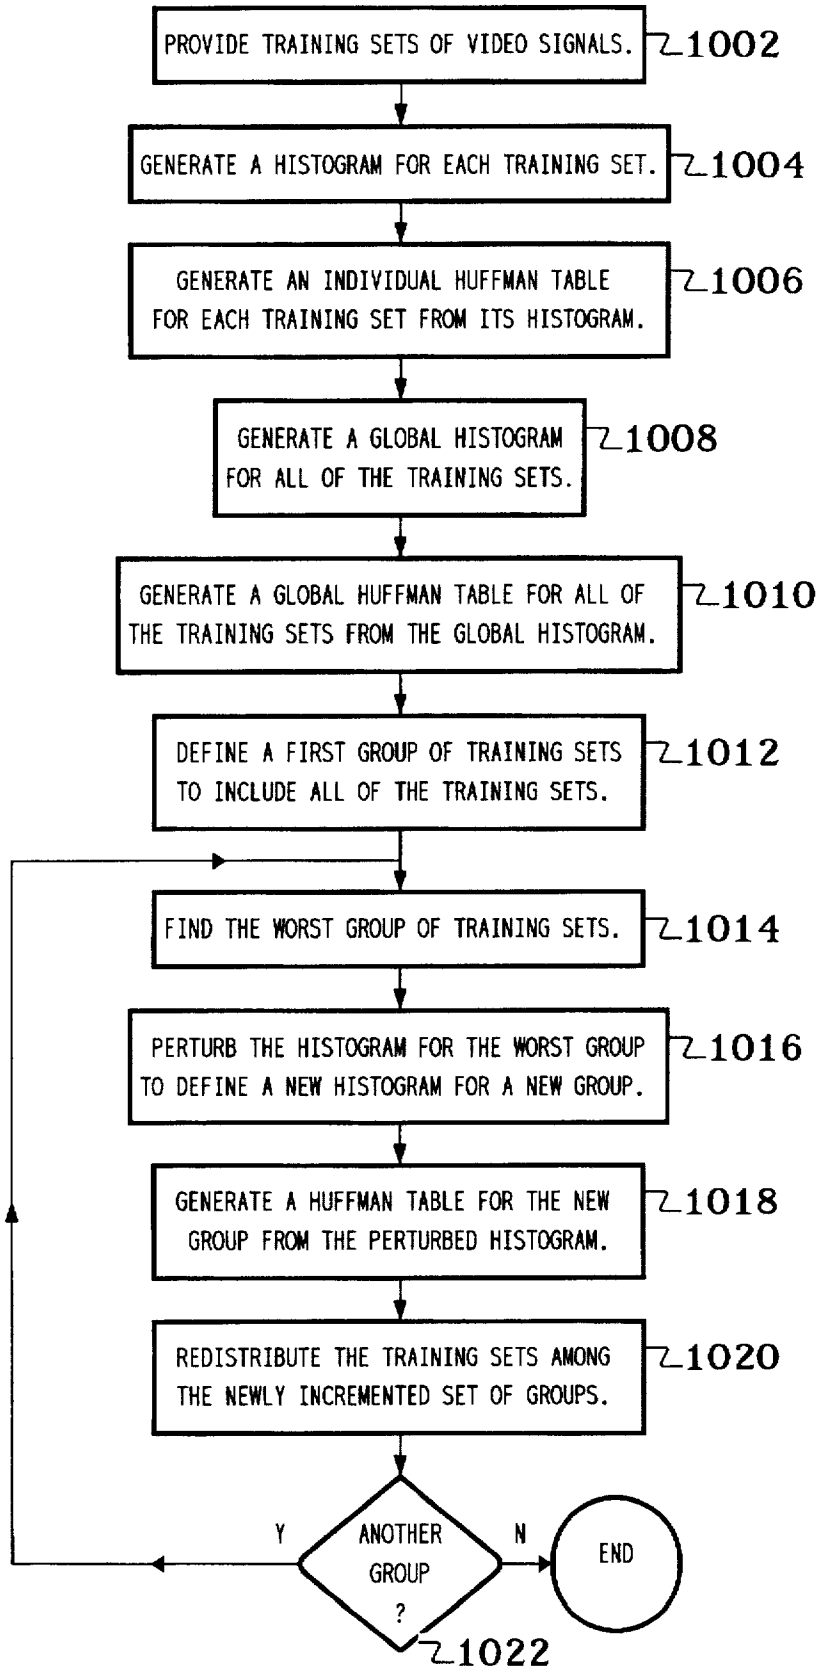 PROVIDE TRAINING SETS OF VIDEO SIGNALS. 1002
GENERATE A HISTOGRAM FOR EACH TRAINING SET. 1004
GENERATE AN INDIVIDUAL HUFFMAN TABLE 1006
FOR EACH TRAINING SET FROM ITS HISTOGRAM.
GENERATE A GLOBAL HISTOGRAM 1008
FOR ALL OF THE TRAINING SETS.
GENERATE A GLOBAL HUFFMAN TABLE FOR ALL OF 1010
THE TRAINING SETS FROM THE GLOBAL HISTOGRAM.
DEFINE A FIRST GROUP OF TRAINING SETS 1012
TO INCLUDE ALL OF THE TRAINING SETS.
FIND THE WORST GROUP OF TRAINING SETS. 1014
PERTURB THE HISTOGRAM FOR THE WORST GROUP 1016
TO DEFINE A NEW HISTOGRAM FOR A NEW GROUP.
GENERATE A HUFFMAN TABLE FOR THE NEW 1018
GROUP FROM THE PERTURBED HISTOGRAM.
REDISTRIBUTE THE TRAINING SETS AMONG 1020
THE NEWLY INCREMENTED SET OF GROUPS.
Y ANOTHER N
GROUP END
?
1022